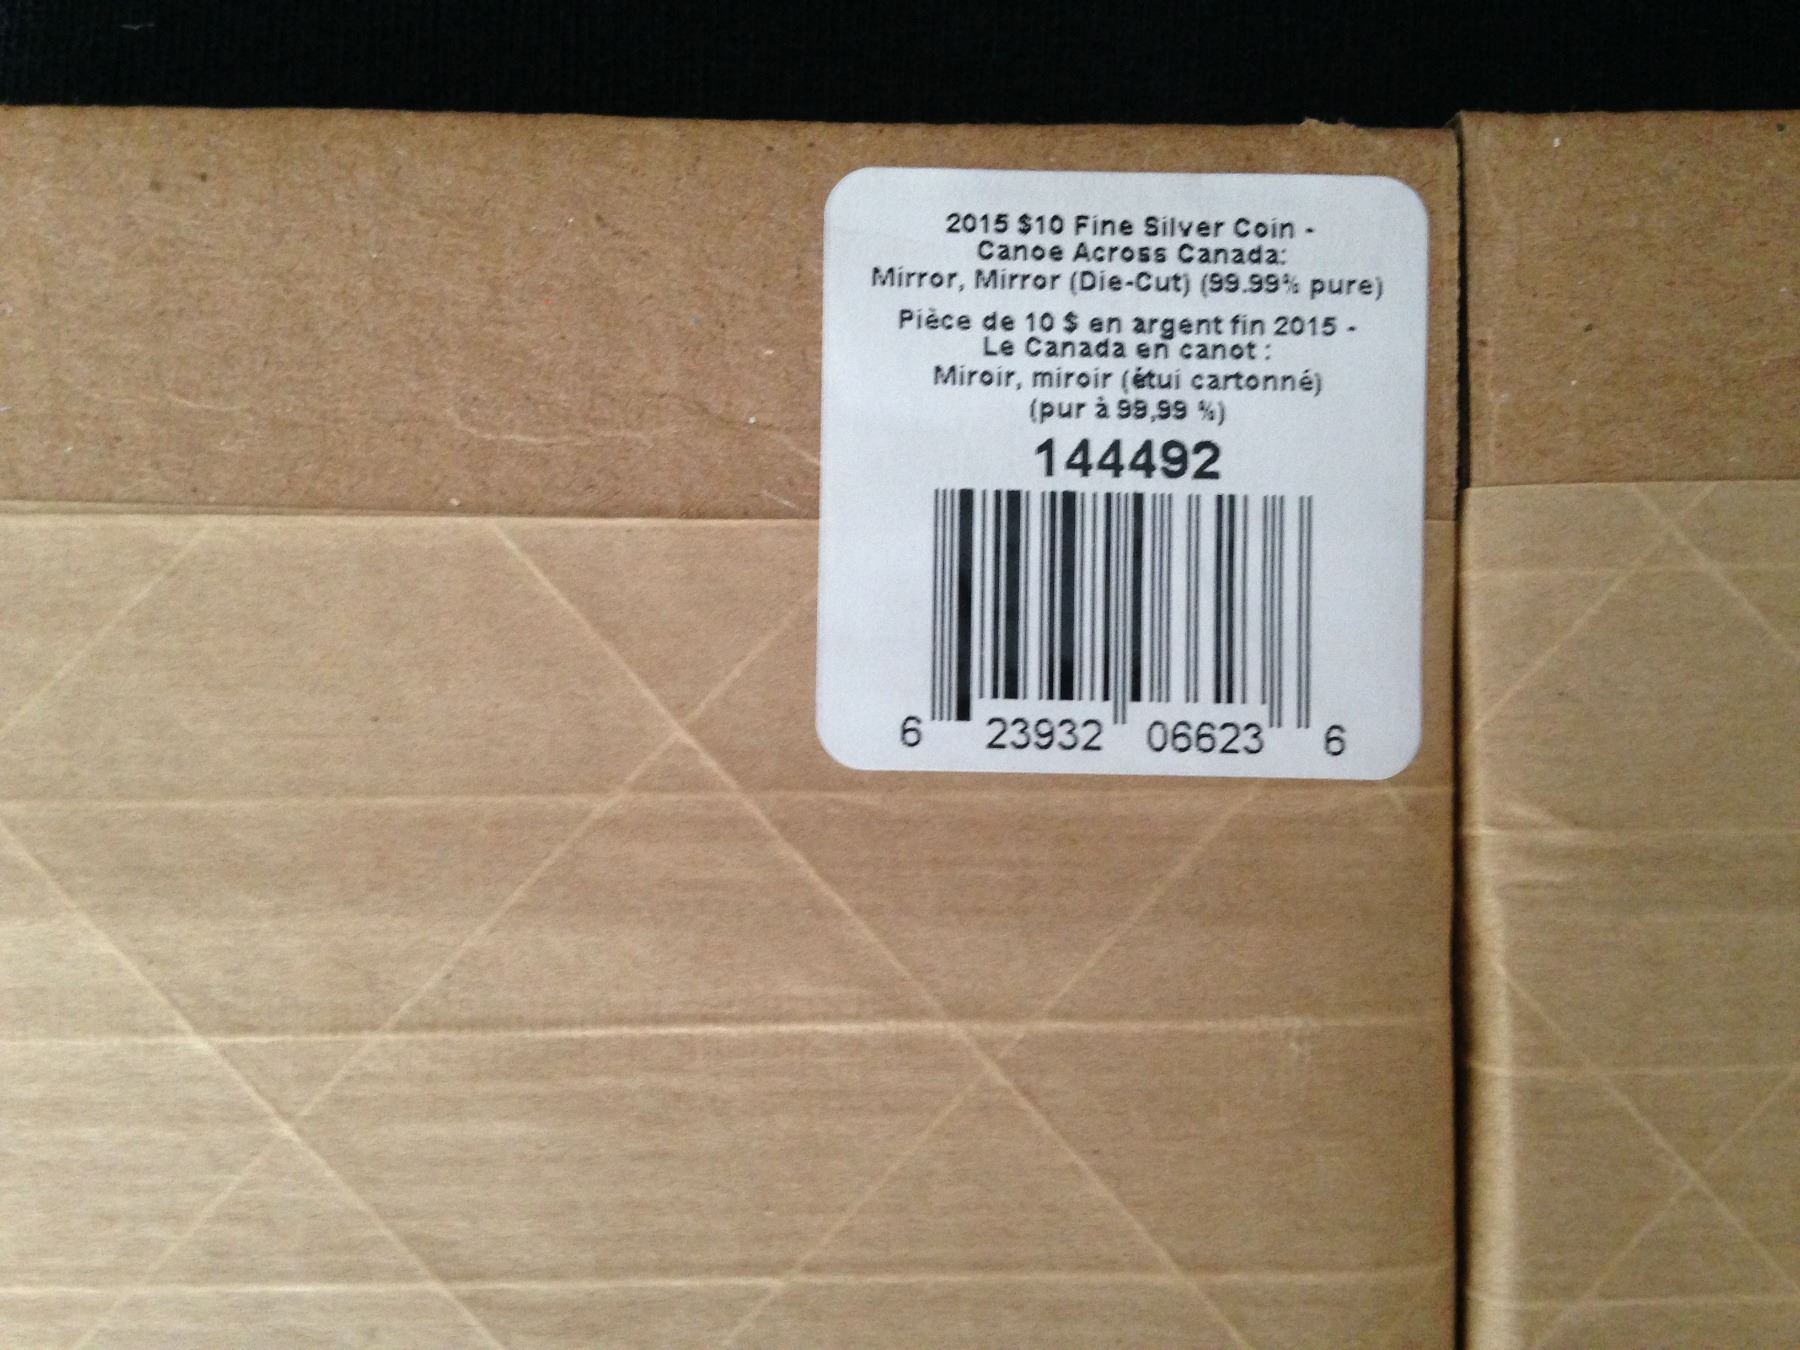 2015 $10 Fine Silver Coin -
Canoe Across Canada:
Mirror, Mirror (Die-Cut) (99.99% pure)
Pièce de 10 $ en argent fin 2015 -
Le Canada en canot :
Miroir, miroir (étui cartonné)
(pur à 99,99 %)
144492
6 23932 06623 6